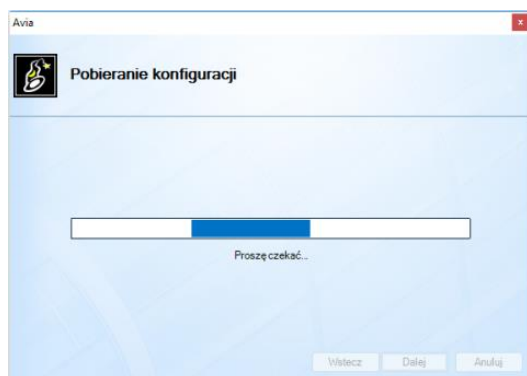 Avia
Pobieranie konfiguracji
Proszę czekać...
Wstecz Dalej Anuluj